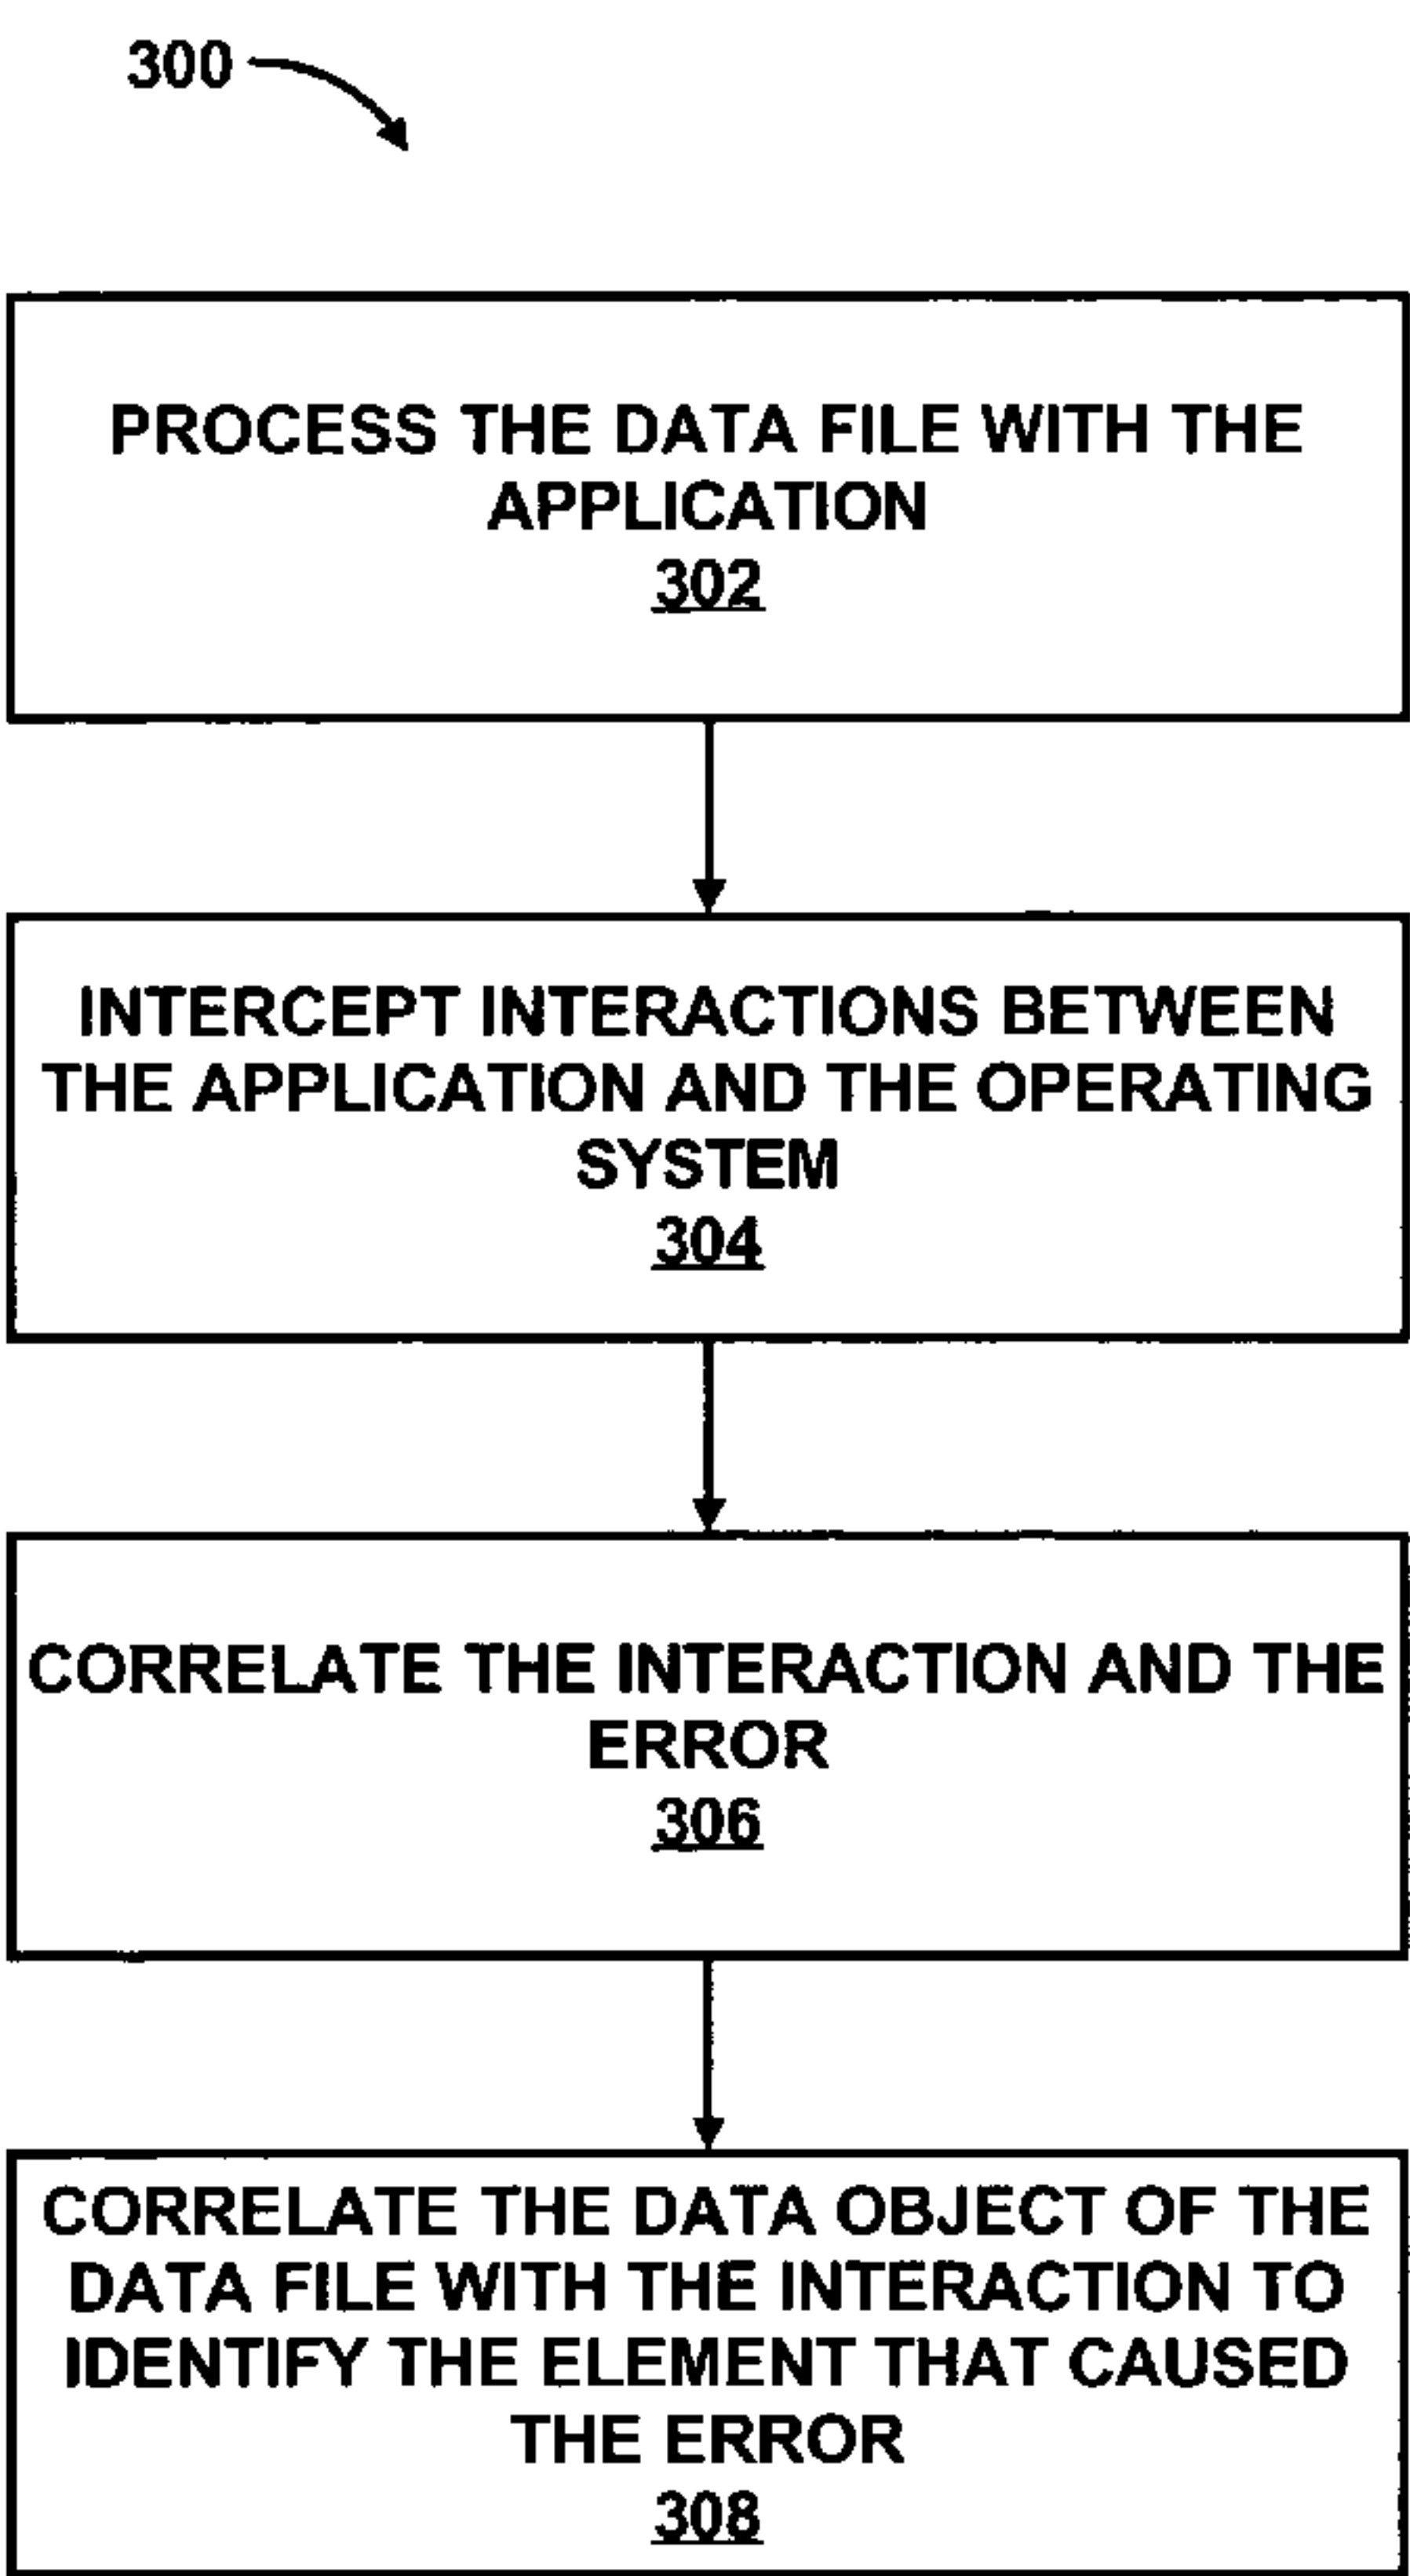 300
PROCESS THE DATA FILE WITH THE
APPLICATION
302
INTERCEPT INTERACTIONS BETWEEN
THE APPLICATION AND THE OPERATING
SYSTEM
304
CORRELATE THE INTERACTION AND THE
ERROR
306
CORRELATE THE DATA OBJECT OF THE
DATA FILE WITH THE INTERACTION TO
IDENTIFY THE ELEMENT THAT CAUSED
THE ERROR
308